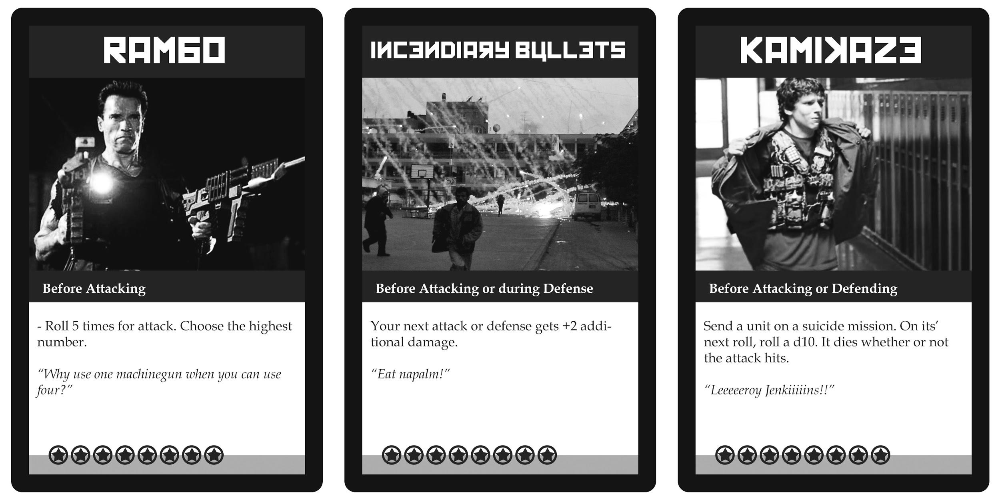 RAMBO
Before Attacking
- Roll 5 times for attack. Choose the highest
number.
“Why use one machinegun when you can use
four?”
INCENDIARY BULLETS
Before Attacking or during Defense
Your next attack or defense gets +2 addi-
tional damage.
“Eat napalm!”
KAMIKAZE
Before Attacking or Defending
Send a unit on a suicide mission. On its’
next roll, roll a d10. It dies whether or not
the attack hits.
“Leeeeeroy Jenkiiiiins!!”